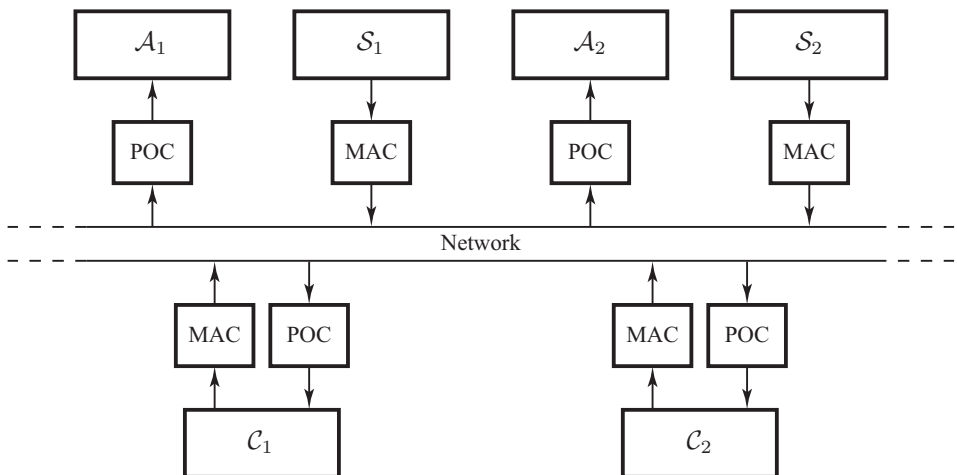 𝒜₁ 𝒮₁ 𝒜₂ 𝒮₂
POC MAC POC MAC
Network
MAC POC MAC POC
𝒞₁ 𝒞₂